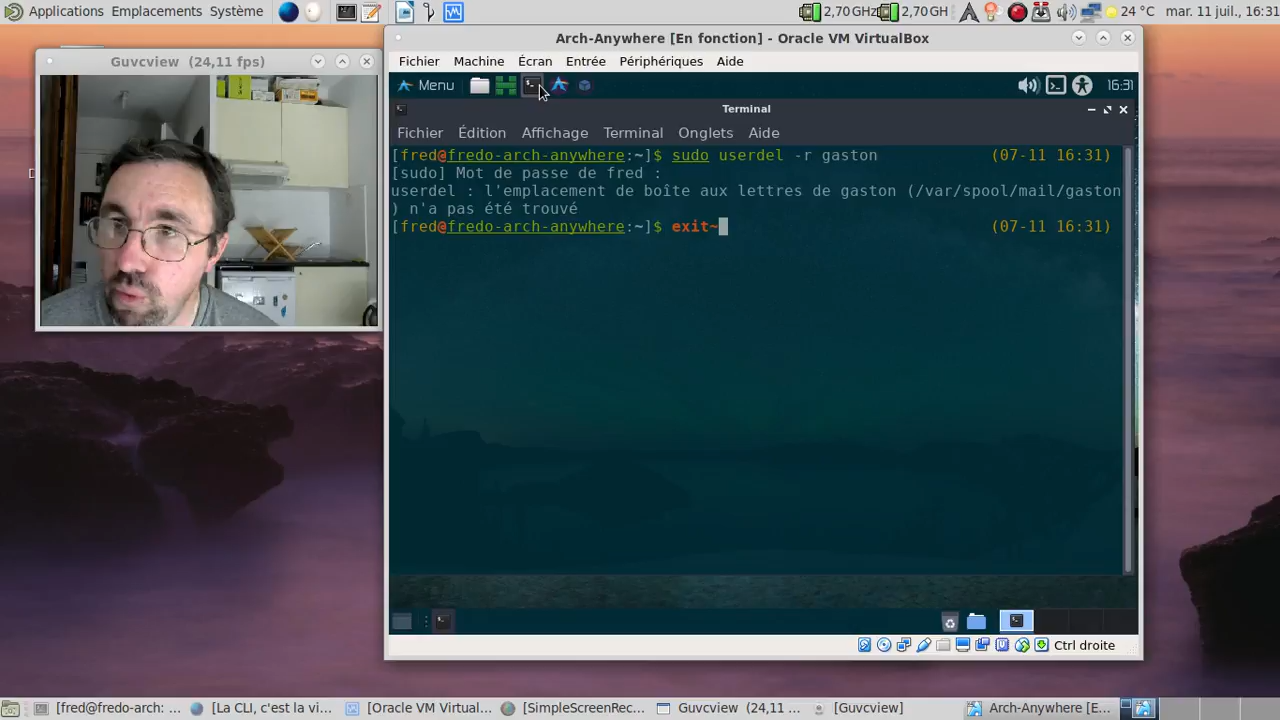 Applications Emplacements Système 2,70GHz 2,70 GH 24 °C mar. 11 juil., 16:31
Guvcview (24,11 fps)
Arch-Anywhere [En fonction] - Oracle VM VirtualBox
Fichier Machine Écran Entrée Périphériques Aide
Menu 16:31
Terminal
Fichier Édition Affichage Terminal Onglets Aide
[fred@fredo-arch-anywhere:~]$ sudo userdel -r gaston (07-11 16:31)
[sudo] Mot de passe de fred :
userdel : l'emplacement de boîte aux lettres de gaston (/var/spool/mail/gaston
) n'a pas été trouvé
[fred@fredo-arch-anywhere:~]$ exit~ (07-11 16:31)
Ctrl droite
[fred@fredo-arch: ... [La CLI, c'est la vi... [Oracle VM Virtual... [SimpleScreenRec... Guvcview (24,11 ... [Guvcview] Arch-Anywhere [E...